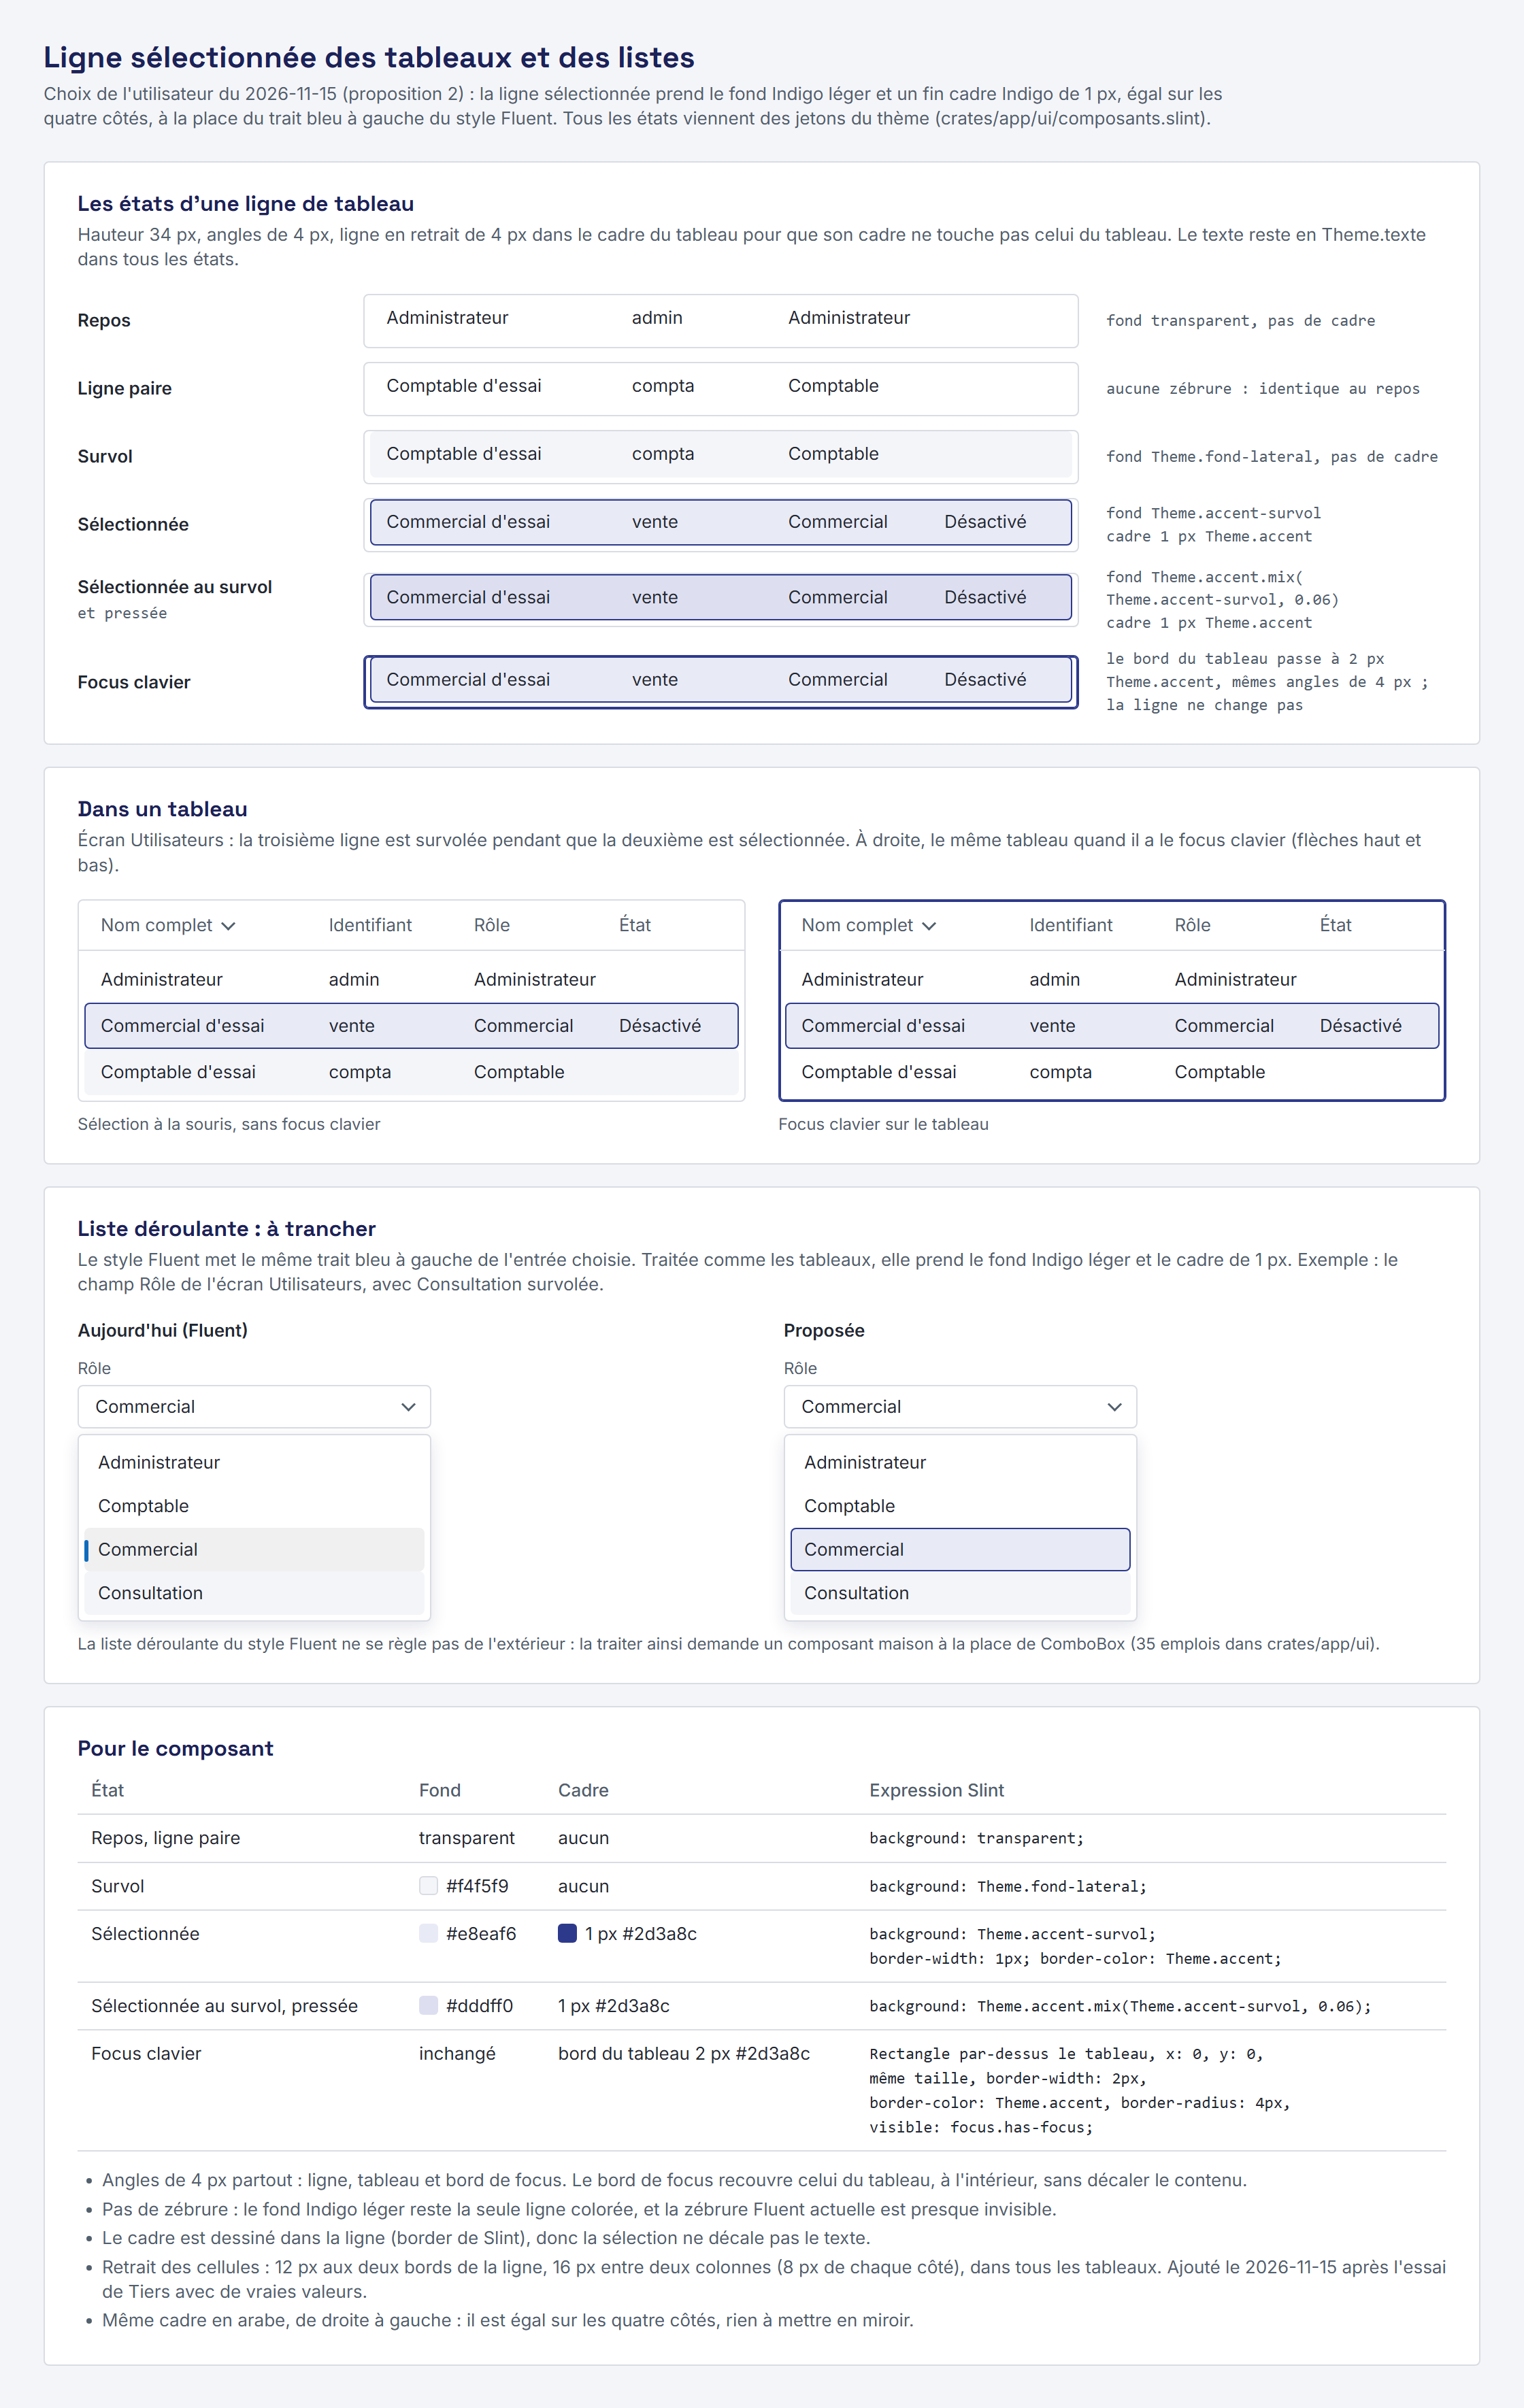 Ligne sélectionnée des tableaux et des listes
Choix de l'utilisateur du 2026-11-15 (proposition 2) : la ligne sélectionnée prend le fond Indigo léger et un fin cadre Indigo de 1 px, égal sur les
quatre côtés, à la place du trait bleu à gauche du style Fluent. Tous les états viennent des jetons du thème (crates/app/ui/composants.slint).
Les états d’une ligne de tableau
Hauteur 34 px, angles de 4 px, ligne en retrait de 4 px dans le cadre du tableau pour que son cadre ne touche pas celui du tableau. Le texte reste en Theme.texte
dans tous les états.
Repos
Administrateur admin Administrateur
fond transparent, pas de cadre
Ligne paire
Comptable d'essai compta Comptable
aucune zébrure : identique au repos
Survol
Comptable d'essai compta Comptable
fond Theme.fond-lateral, pas de cadre
Sélectionnée
Commercial d'essai vente Commercial Désactivé
fond Theme.accent-survol
cadre 1 px Theme.accent
Sélectionnée au survol
et pressée
Commercial d'essai vente Commercial Désactivé
fond Theme.accent.mix(
Theme.accent-survol, 0.06)
cadre 1 px Theme.accent
Focus clavier
Commercial d'essai vente Commercial Désactivé
le bord du tableau passe à 2 px
Theme.accent, mêmes angles de 4 px ;
la ligne ne change pas
Dans un tableau
Écran Utilisateurs : la troisième ligne est survolée pendant que la deuxième est sélectionnée. À droite, le même tableau quand il a le focus clavier (flèches haut et
bas).
Nom complet Identifiant Rôle État
Administrateur admin Administrateur
Commercial d'essai vente Commercial Désactivé
Comptable d'essai compta Comptable
Sélection à la souris, sans focus clavier
Nom complet Identifiant Rôle État
Administrateur admin Administrateur
Commercial d'essai vente Commercial Désactivé
Comptable d'essai compta Comptable
Focus clavier sur le tableau
Liste déroulante : à trancher
Le style Fluent met le même trait bleu à gauche de l'entrée choisie. Traitée comme les tableaux, elle prend le fond Indigo léger et le cadre de 1 px. Exemple : le
champ Rôle de l'écran Utilisateurs, avec Consultation survolée.
Aujourd'hui (Fluent)
Rôle
Commercial
Administrateur
Comptable
Commercial
Consultation
Proposée
Rôle
Commercial
Administrateur
Comptable
Commercial
Consultation
La liste déroulante du style Fluent ne se règle pas de l'extérieur : la traiter ainsi demande un composant maison à la place de ComboBox (35 emplois dans crates/app/ui).
Pour le composant
État Fond Cadre Expression Slint
Repos, ligne paire transparent aucun background: transparent;
Survol #f4f5f9 aucun background: Theme.fond-lateral;
Sélectionnée #e8eaf6 1 px #2d3a8c background: Theme.accent-survol;
border-width: 1px; border-color: Theme.accent;
Sélectionnée au survol, pressée #dddff0 1 px #2d3a8c background: Theme.accent.mix(Theme.accent-survol, 0.06);
Focus clavier inchangé bord du tableau 2 px #2d3a8c Rectangle par-dessus le tableau, x: 0, y: 0,
même taille, border-width: 2px,
border-color: Theme.accent, border-radius: 4px,
visible: focus.has-focus;
• Angles de 4 px partout : ligne, tableau et bord de focus. Le bord de focus recouvre celui du tableau, à l'intérieur, sans décaler le contenu.
• Pas de zébrure : le fond Indigo léger reste la seule ligne colorée, et la zébrure Fluent actuelle est presque invisible.
• Le cadre est dessiné dans la ligne (border de Slint), donc la sélection ne décale pas le texte.
• Retrait des cellules : 12 px aux deux bords de la ligne, 16 px entre deux colonnes (8 px de chaque côté), dans tous les tableaux. Ajouté le 2026-11-15 après l'essai
de Tiers avec de vraies valeurs.
• Même cadre en arabe, de droite à gauche : il est égal sur les quatre côtés, rien à mettre en miroir.